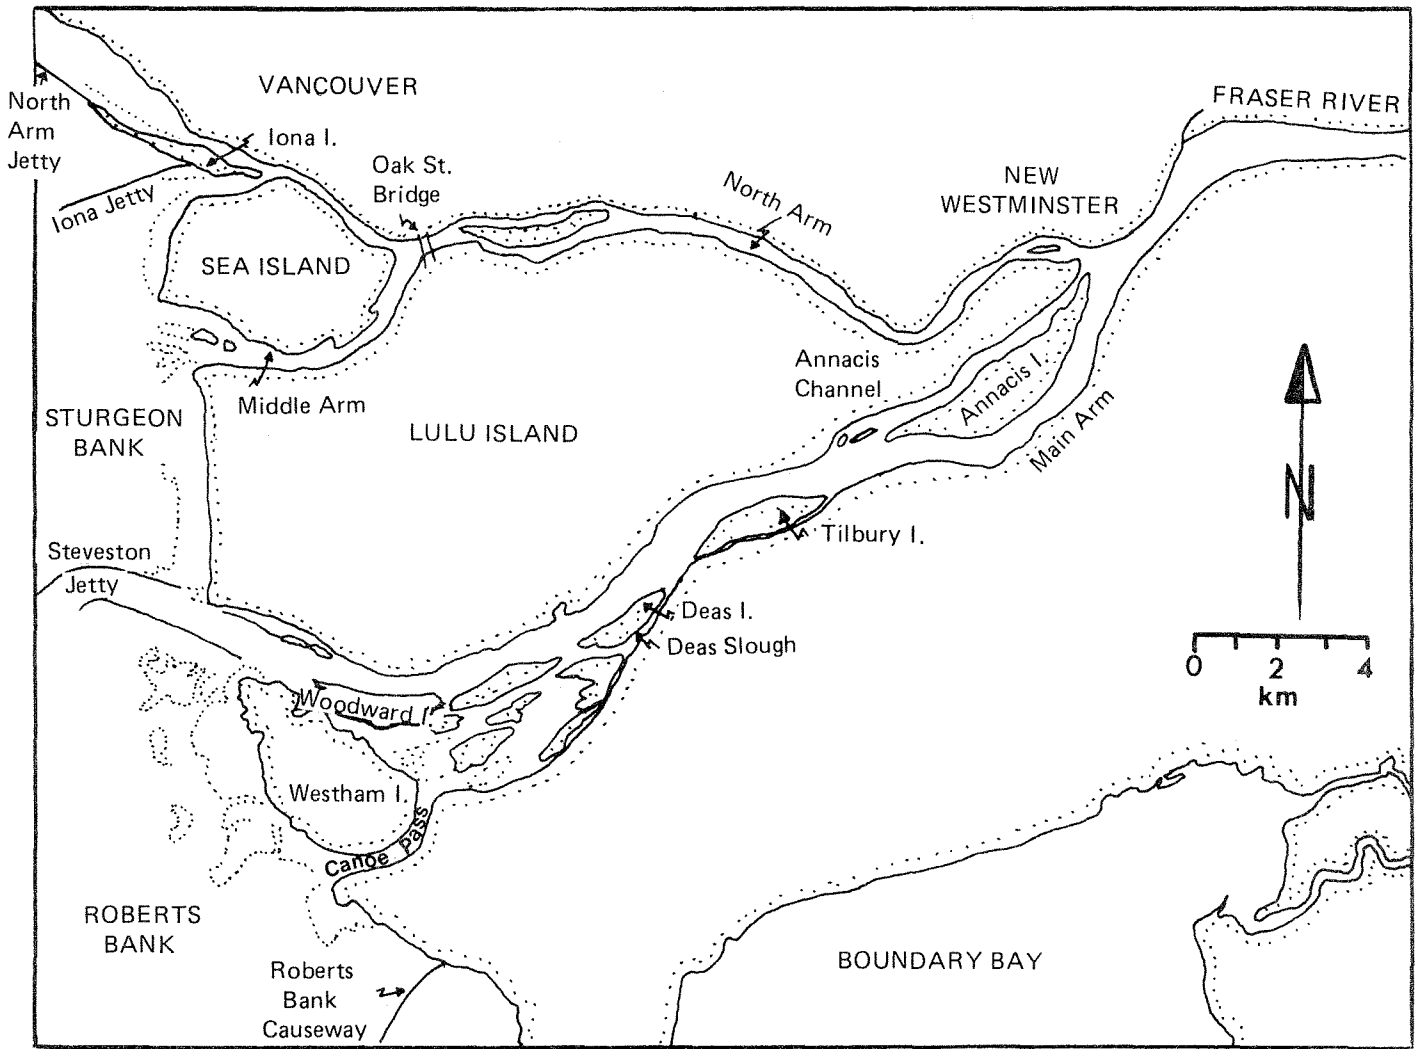 VANCOUVER
FRASER RIVER
North
Arm
Jetty
Iona I.
Oak St.
Bridge
North Arm
NEW
WESTMINSTER
Iona Jetty
SEA ISLAND
Annacis
Channel
Annacis I.
Main Arm
Middle Arm
STURGEON
BANK
LULU ISLAND
N
Tilbury I.
Steveston
Jetty
Deas I.
Deas Slough
0 2 4
km
Woodward I.
Westham I.
Canoe Pass
ROBERTS
BANK
BOUNDARY BAY
Roberts
Bank
Causeway